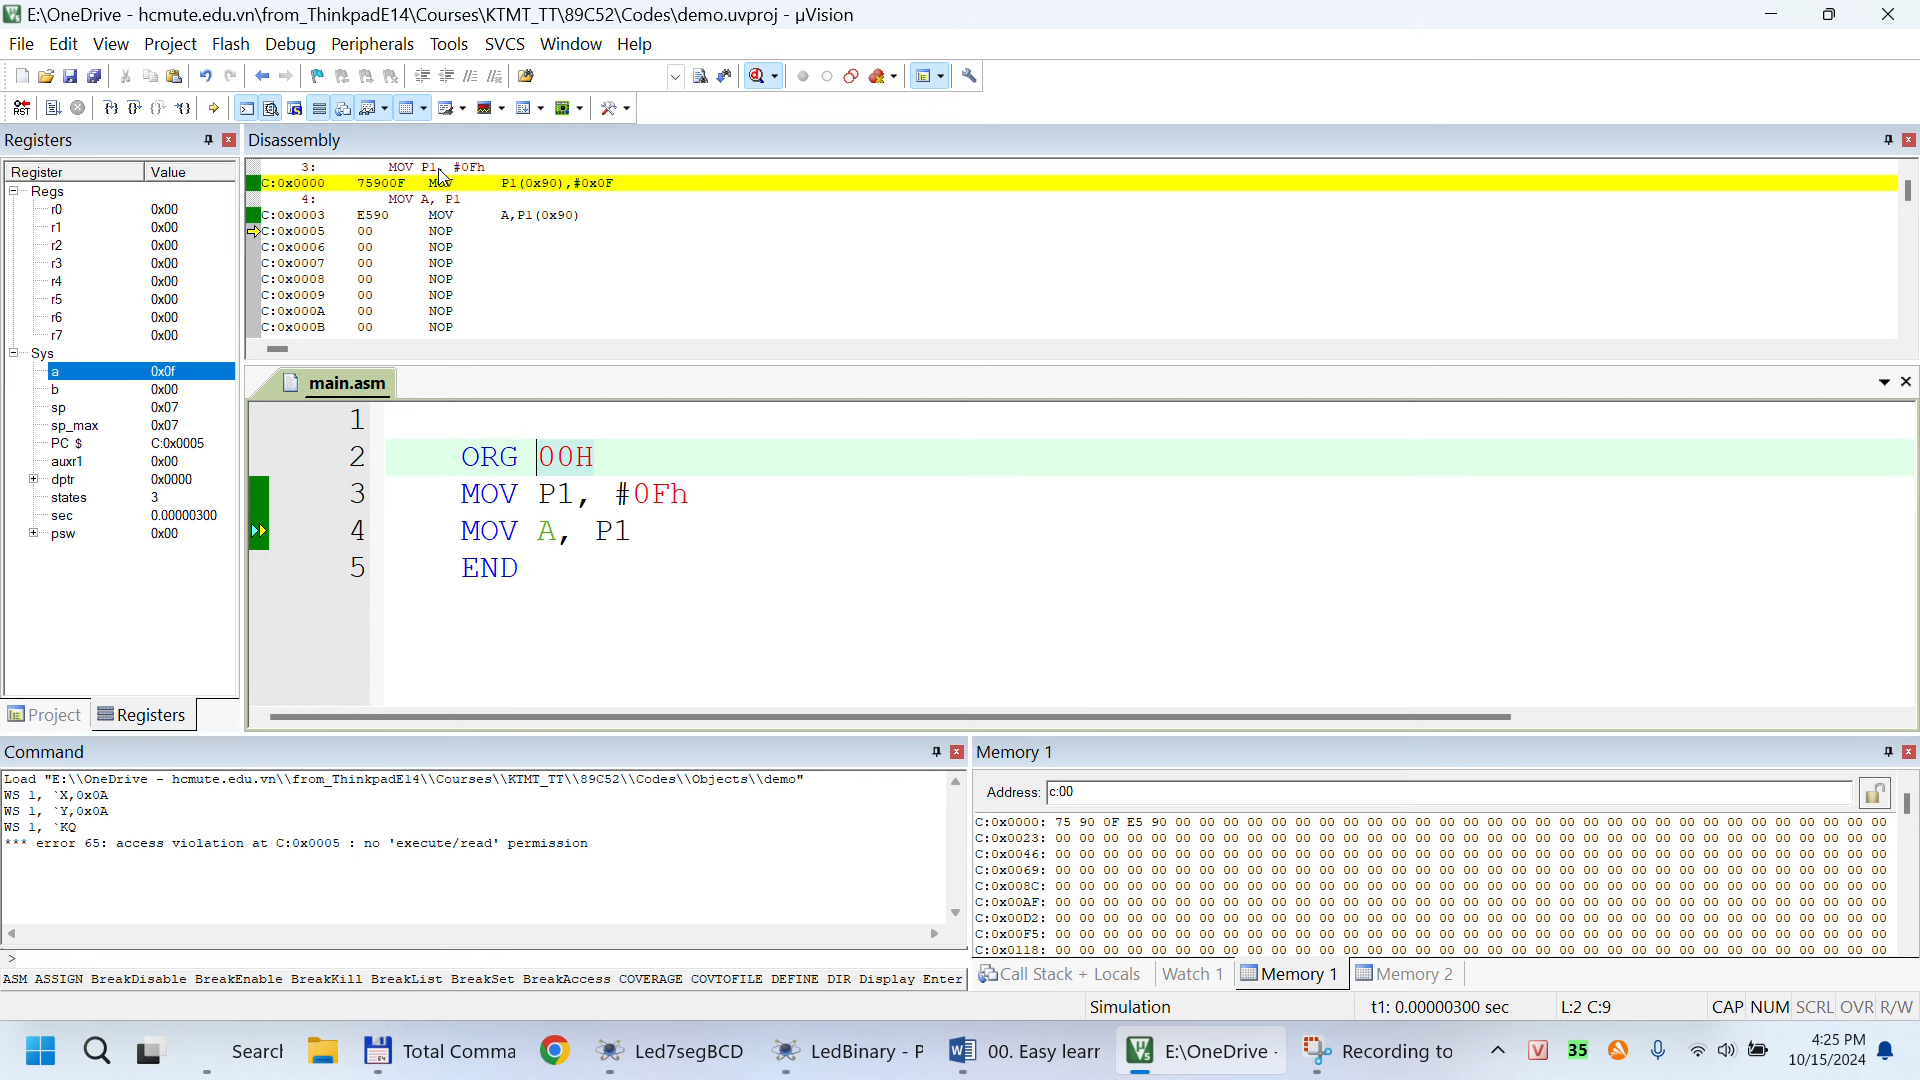 E:\OneDrive - hcmute.edu.vn\from_ThinkpadE14\Courses\KTMT_TT\89C52\Codes\demo.uvproj - µVision
File Edit View Project Flash Debug Peripherals Tools SVCS Window Help
Registers
Register Value
Regs
r0 0x00
r1 0x00
r2 0x00
r3 0x00
r4 0x00
r5 0x00
r6 0x00
r7 0x00
Sys
a 0x0f
b 0x00
sp 0x07
sp_max 0x07
PC $ C:0x0005
auxr1 0x00
dptr 0x0000
states 3
sec 0.00000300
psw 0x00
Project Registers
Disassembly
3: MOV P1, #0Fh
C:0x0000 75900F MOV P1(0x90),#0x0F
4: MOV A, P1
C:0x0003 E590 MOV A,P1(0x90)
C:0x0005 00 NOP
C:0x0006 00 NOP
C:0x0007 00 NOP
C:0x0008 00 NOP
C:0x0009 00 NOP
C:0x000A 00 NOP
C:0x000B 00 NOP
main.asm
1
2 ORG 00H
3 MOV P1, #0Fh
4 MOV A, P1
5 END
Command
Load "E:\\OneDrive - hcmute.edu.vn\\from_ThinkpadE14\\Courses\\KTMT_TT\\89C52\\Codes\\Objects\\demo"
WS 1, `X,0x0A
WS 1, `Y,0x0A
WS 1, `KQ
*** error 65: access violation at C:0x0005 : no 'execute/read' permission
>
ASM ASSIGN BreakDisable BreakEnable BreakKill BreakList BreakSet BreakAccess COVERAGE COVTOFILE DEFINE DIR Display Enter
Memory 1
Address: c:00
C:0x0000: 75 90 0F E5 90 00 00 00 00 00 00 00 00 00 00 00 00 00 00 00 00 00 00 00 00 00 00 00 00 00 00 00 00 00 00
C:0x0023: 00 00 00 00 00 00 00 00 00 00 00 00 00 00 00 00 00 00 00 00 00 00 00 00 00 00 00 00 00 00 00 00 00 00 00
C:0x0046: 00 00 00 00 00 00 00 00 00 00 00 00 00 00 00 00 00 00 00 00 00 00 00 00 00 00 00 00 00 00 00 00 00 00 00
C:0x0069: 00 00 00 00 00 00 00 00 00 00 00 00 00 00 00 00 00 00 00 00 00 00 00 00 00 00 00 00 00 00 00 00 00 00 00
C:0x008C: 00 00 00 00 00 00 00 00 00 00 00 00 00 00 00 00 00 00 00 00 00 00 00 00 00 00 00 00 00 00 00 00 00 00 00
C:0x00AF: 00 00 00 00 00 00 00 00 00 00 00 00 00 00 00 00 00 00 00 00 00 00 00 00 00 00 00 00 00 00 00 00 00 00 00
C:0x00D2: 00 00 00 00 00 00 00 00 00 00 00 00 00 00 00 00 00 00 00 00 00 00 00 00 00 00 00 00 00 00 00 00 00 00 00
C:0x00F5: 00 00 00 00 00 00 00 00 00 00 00 00 00 00 00 00 00 00 00 00 00 00 00 00 00 00 00 00 00 00 00 00 00 00 00
C:0x0118: 00 00 00 00 00 00 00 00 00 00 00 00 00 00 00 00 00 00 00 00 00 00 00 00 00 00 00 00 00 00 00 00 00 00 00
Call Stack + Locals Watch 1 Memory 1 Memory 2
Simulation t1: 0.00000300 sec L:2 C:9 CAP NUM SCRL OVR R/W
Search Total Comma Led7segBCD LedBinary - P 00. Easy learn E:\OneDrive - Recording to 35 4:25 PM
10/15/2024